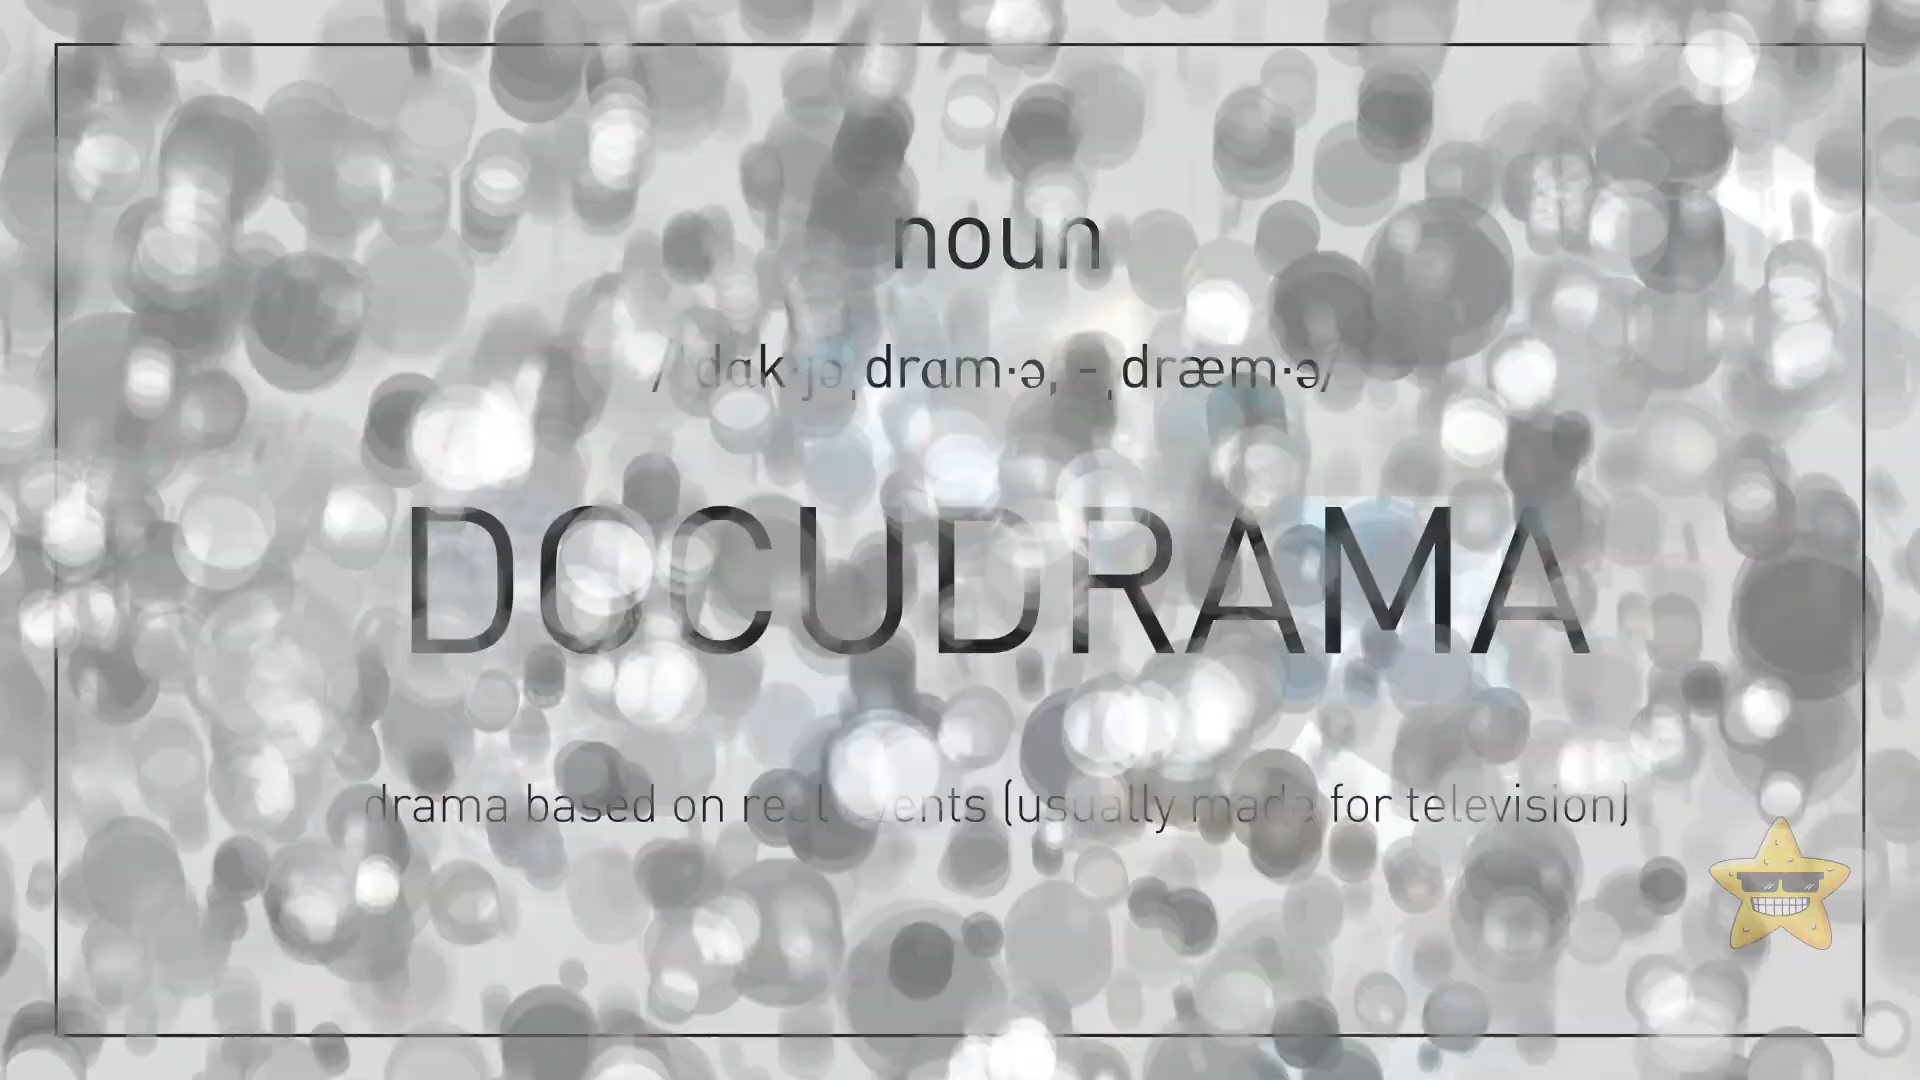 noun
/ˈdɑk·jəˌdrɑm·ə, -ˌdræm·ə/
DOCUDRAMA
drama based on real events (usually made for television)